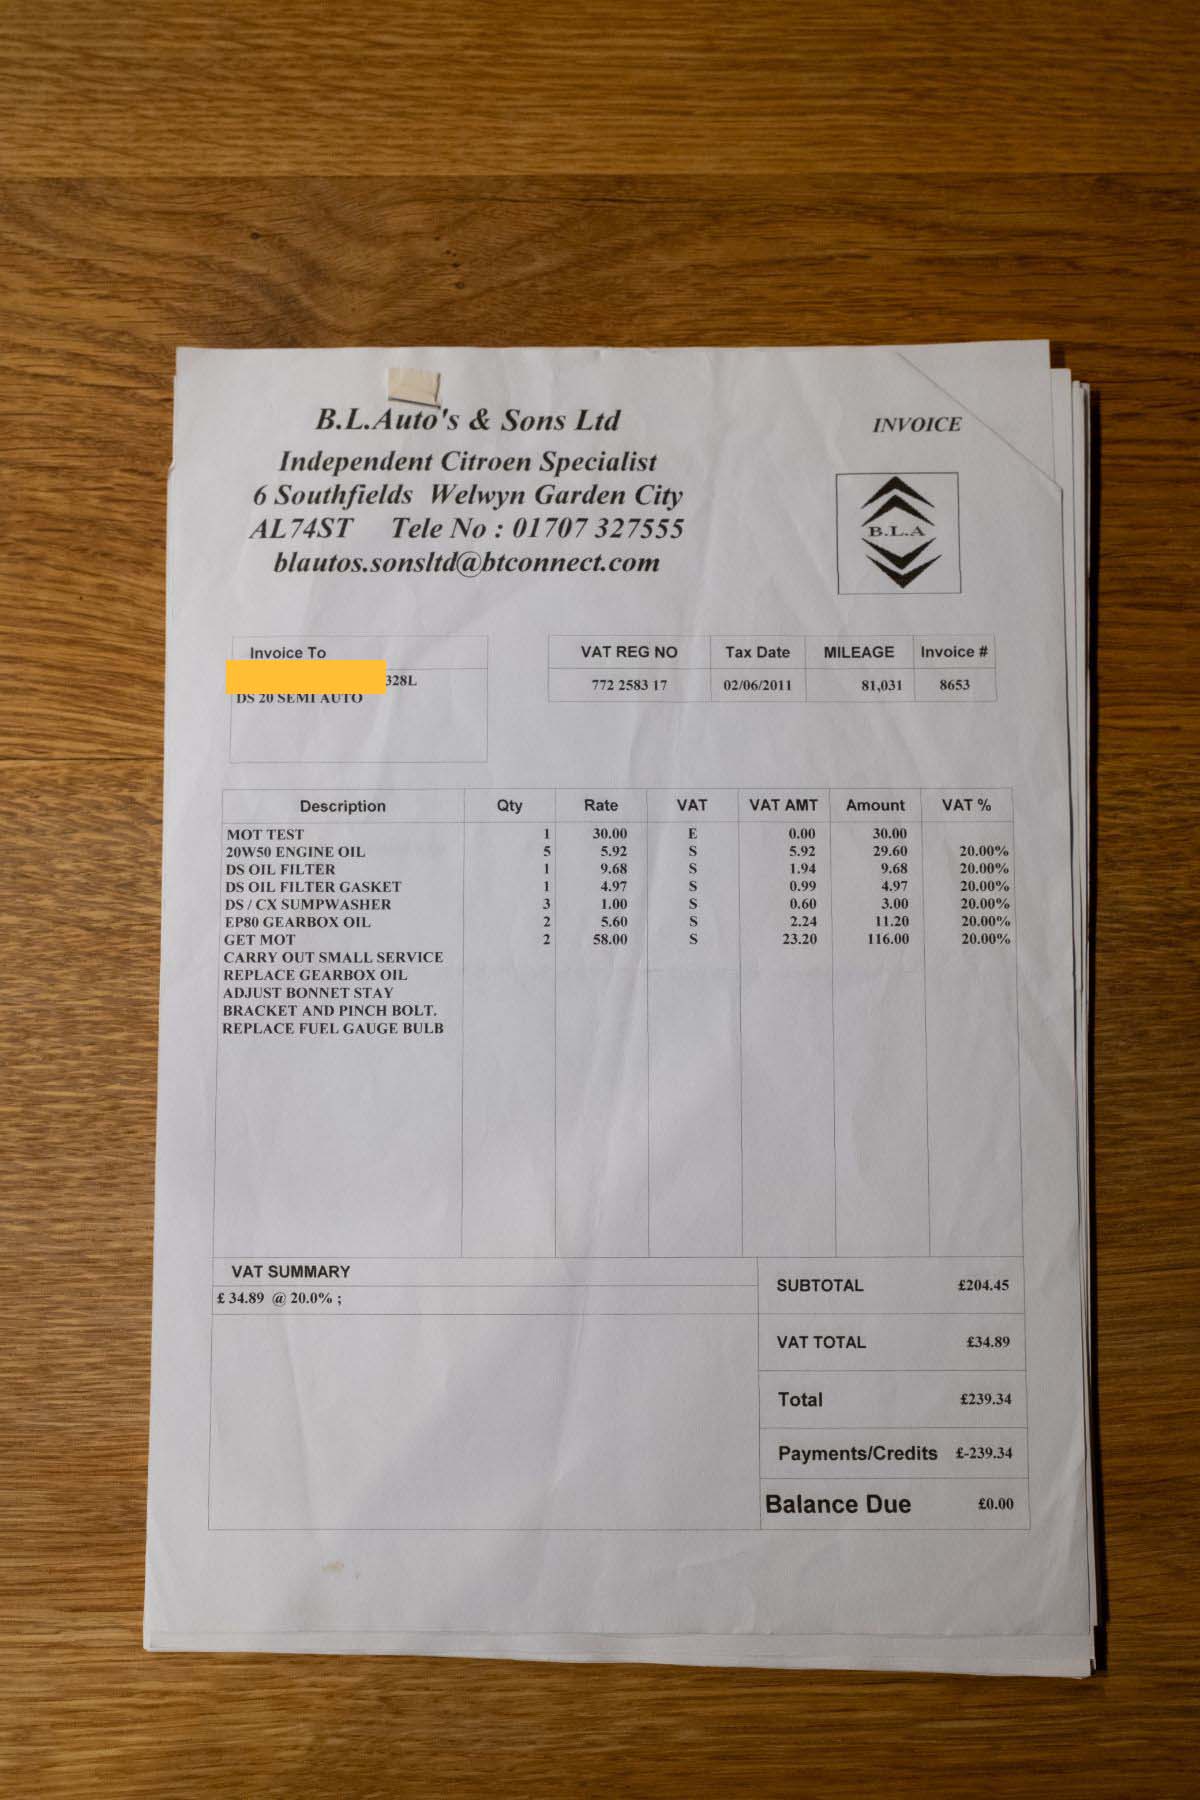 B.L.Auto's & Sons Ltd
INVOICE
Independent Citroen Specialist
6 Southfields Welwyn Garden City
AL74ST Tele No : 01707 327555
blautos.sonsltd@btconnect.com
B.L.A
Invoice To
328L
DS 20 SEMI AUTO
VAT REG NO Tax Date MILEAGE Invoice #
772 2583 17 02/06/2011 81,031 8653
Description Qty Rate VAT VAT AMT Amount VAT %
MOT TEST 1 30.00 E 0.00 30.00
20W50 ENGINE OIL 5 5.92 S 5.92 29.60 20.00%
DS OIL FILTER 1 9.68 S 1.94 9.68 20.00%
DS OIL FILTER GASKET 1 4.97 S 0.99 4.97 20.00%
DS / CX SUMPWASHER 3 1.00 S 0.60 3.00 20.00%
EP80 GEARBOX OIL 2 5.60 S 2.24 11.20 20.00%
GET MOT 2 58.00 S 23.20 116.00 20.00%
CARRY OUT SMALL SERVICE
REPLACE GEARBOX OIL
ADJUST BONNET STAY
BRACKET AND PINCH BOLT.
REPLACE FUEL GAUGE BULB
VAT SUMMARY
£ 34.89 @ 20.0% ;
SUBTOTAL £204.45
VAT TOTAL £34.89
Total £239.34
Payments/Credits £-239.34
Balance Due £0.00